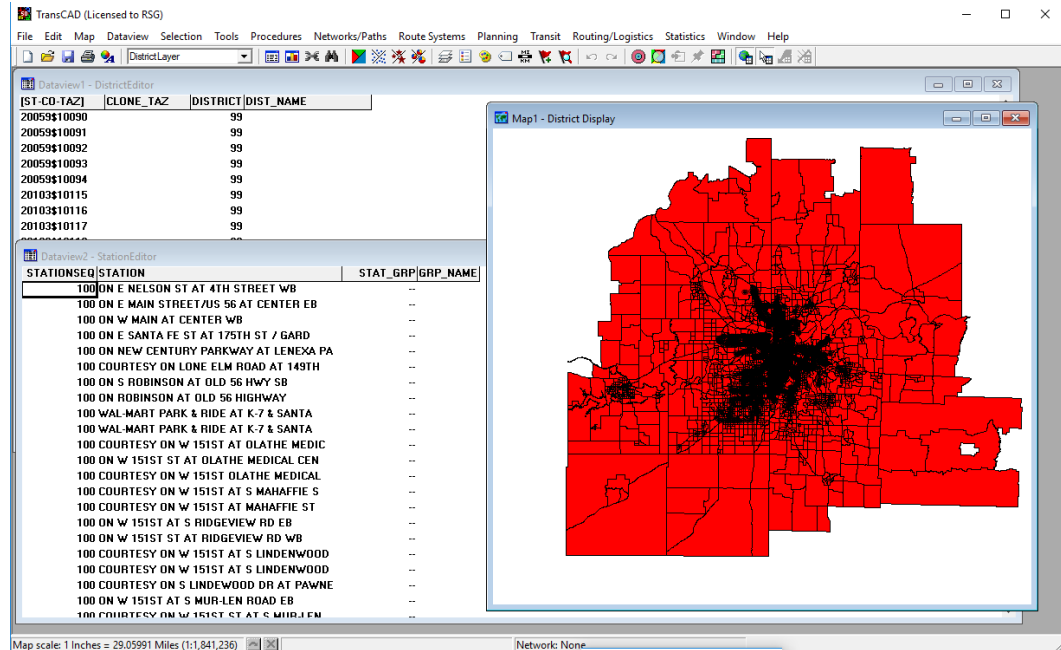 TransCAD (Licensed to RSG)
File Edit Map Dataview Selection Tools Procedures Networks/Paths Route Systems Planning Transit Routing/Logistics Statistics Window Help
DistrictLayer
Dataview1 - DistrictEditor
[ST-CO-TAZ] CLONE_TAZ DISTRICT DIST_NAME
20059$10090 99
20059$10091 99
20059$10092 99
20059$10093 99
20059$10094 99
20103$10115 99
20103$10116 99
20103$10117 99
Dataview2 - StationEditor
STATIONSEQ STATION STAT_GRP GRP_NAME
100 ON E NELSON ST AT 4TH STREET WB --
100 ON E MAIN STREET/US 56 AT CENTER EB --
100 ON W MAIN AT CENTER WB --
100 ON E SANTA FE ST AT 175TH ST / GARD --
100 ON NEW CENTURY PARKWAY AT LENEXA PA --
100 COURTESY ON LONE ELM ROAD AT 149TH --
100 ON S ROBINSON AT OLD 56 HWY SB --
100 ON ROBINSON AT OLD 56 HIGHWAY --
100 WAL-MART PARK & RIDE AT K-7 & SANTA --
100 WAL-MART PARK & RIDE AT K-7 & SANTA --
100 COURTESY ON W 151ST AT OLATHE MEDIC --
100 ON W 151ST ST AT OLATHE MEDICAL CEN --
100 COURTESY ON W 151ST OLATHE MEDICAL --
100 COURTESY ON W 151ST AT S MAHAFFIE S --
100 COURTESY ON W 151ST AT MAHAFFIE ST --
100 ON W 151ST AT S RIDGEVIEW RD EB --
100 ON W 151ST ST AT RIDGEVIEW RD WB --
100 COURTESY ON W 151ST AT S LINDENWOOD --
100 COURTESY ON W 151ST AT S LINDENWOOD --
100 COURTESY ON S LINDEWOOD DR AT PAWNE --
100 ON W 151ST AT S MUR-LEN ROAD EB --
100 COURTESY ON W 151ST ST AT S MUR-LEN --
Map1 - District Display
Map scale: 1 Inches = 29.05991 Miles (1:1,841,236)
Network: None